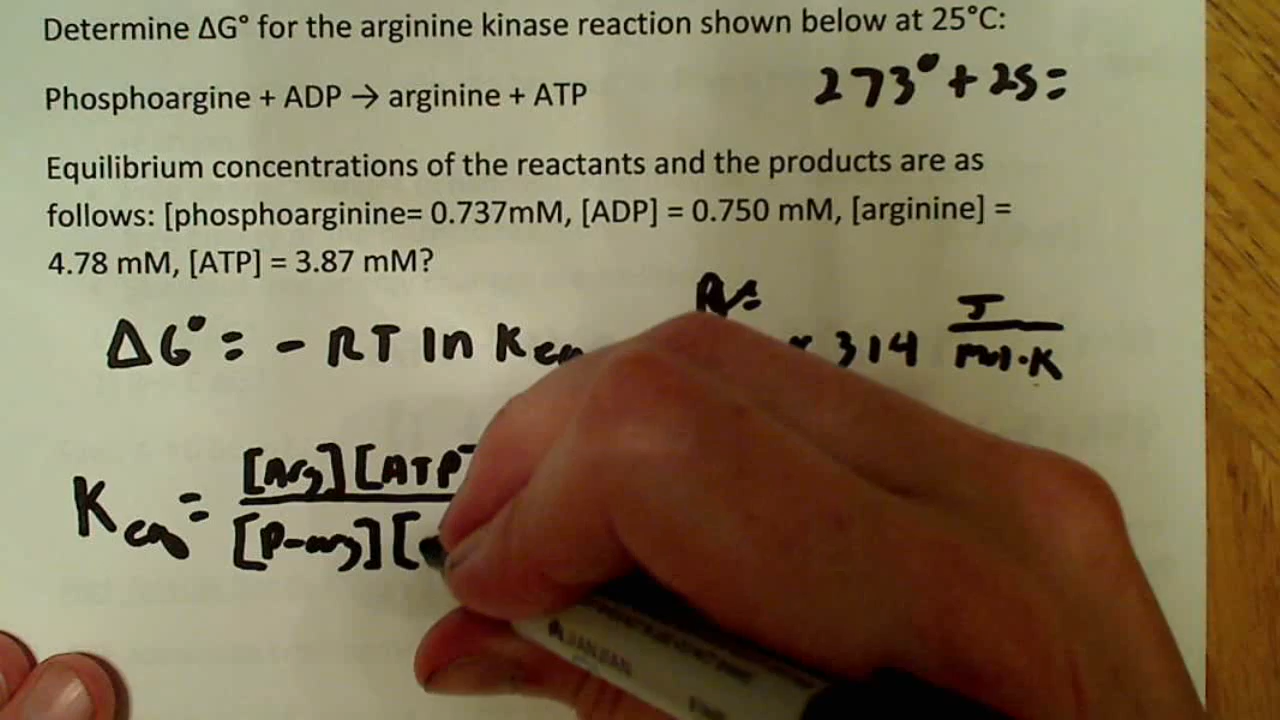 Determine ΔG° for the arginine kinase reaction shown below at 25°C:
273° + 25 =
Phosphoargine + ADP → arginine + ATP
Equilibrium concentrations of the reactants and the products are as
follows: [phosphoarginine= 0.737mM, [ADP] = 0.750 mM, [arginine] =
4.78 mM, [ATP] = 3.87 mM?
R =
ΔG° = - RT ln Keq
314 J
mol·K
Keq = [Arg][ATP
[P-arg][